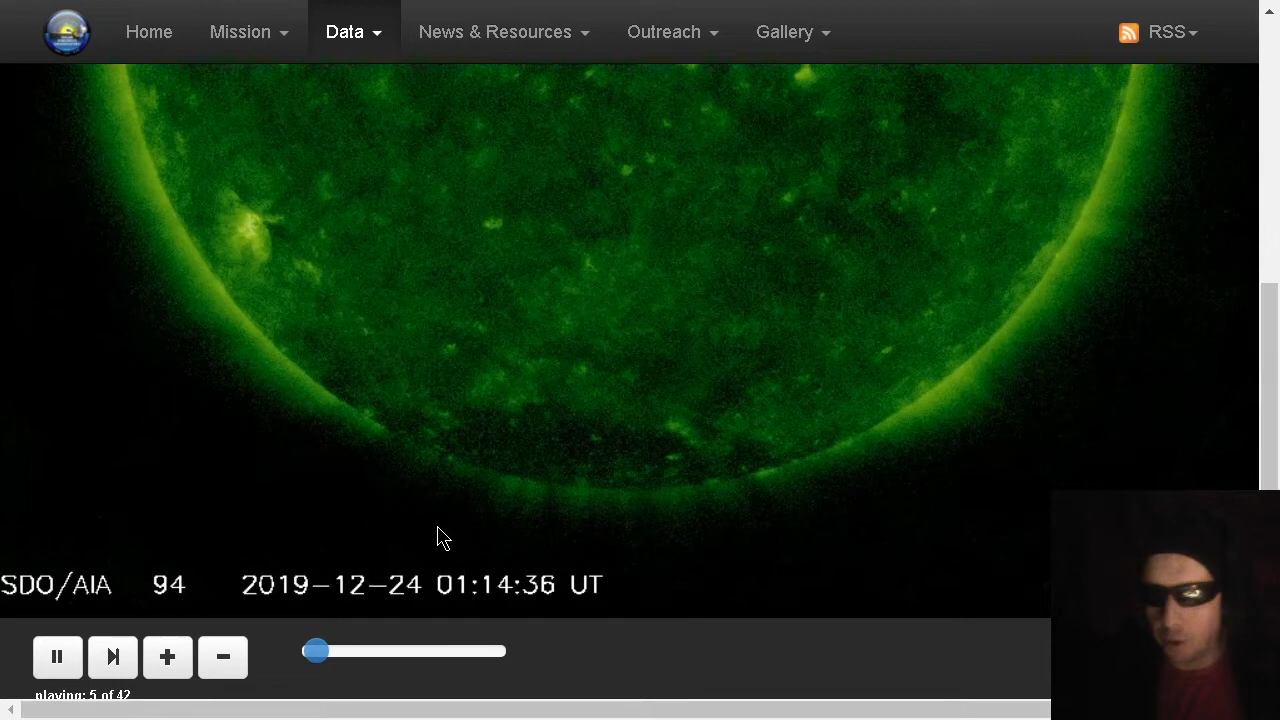 Home Mission Data News & Resources Outreach Gallery RSS
SDO/AIA 94 2019-12-24 01:14:36 UT
playing: 5 of 42